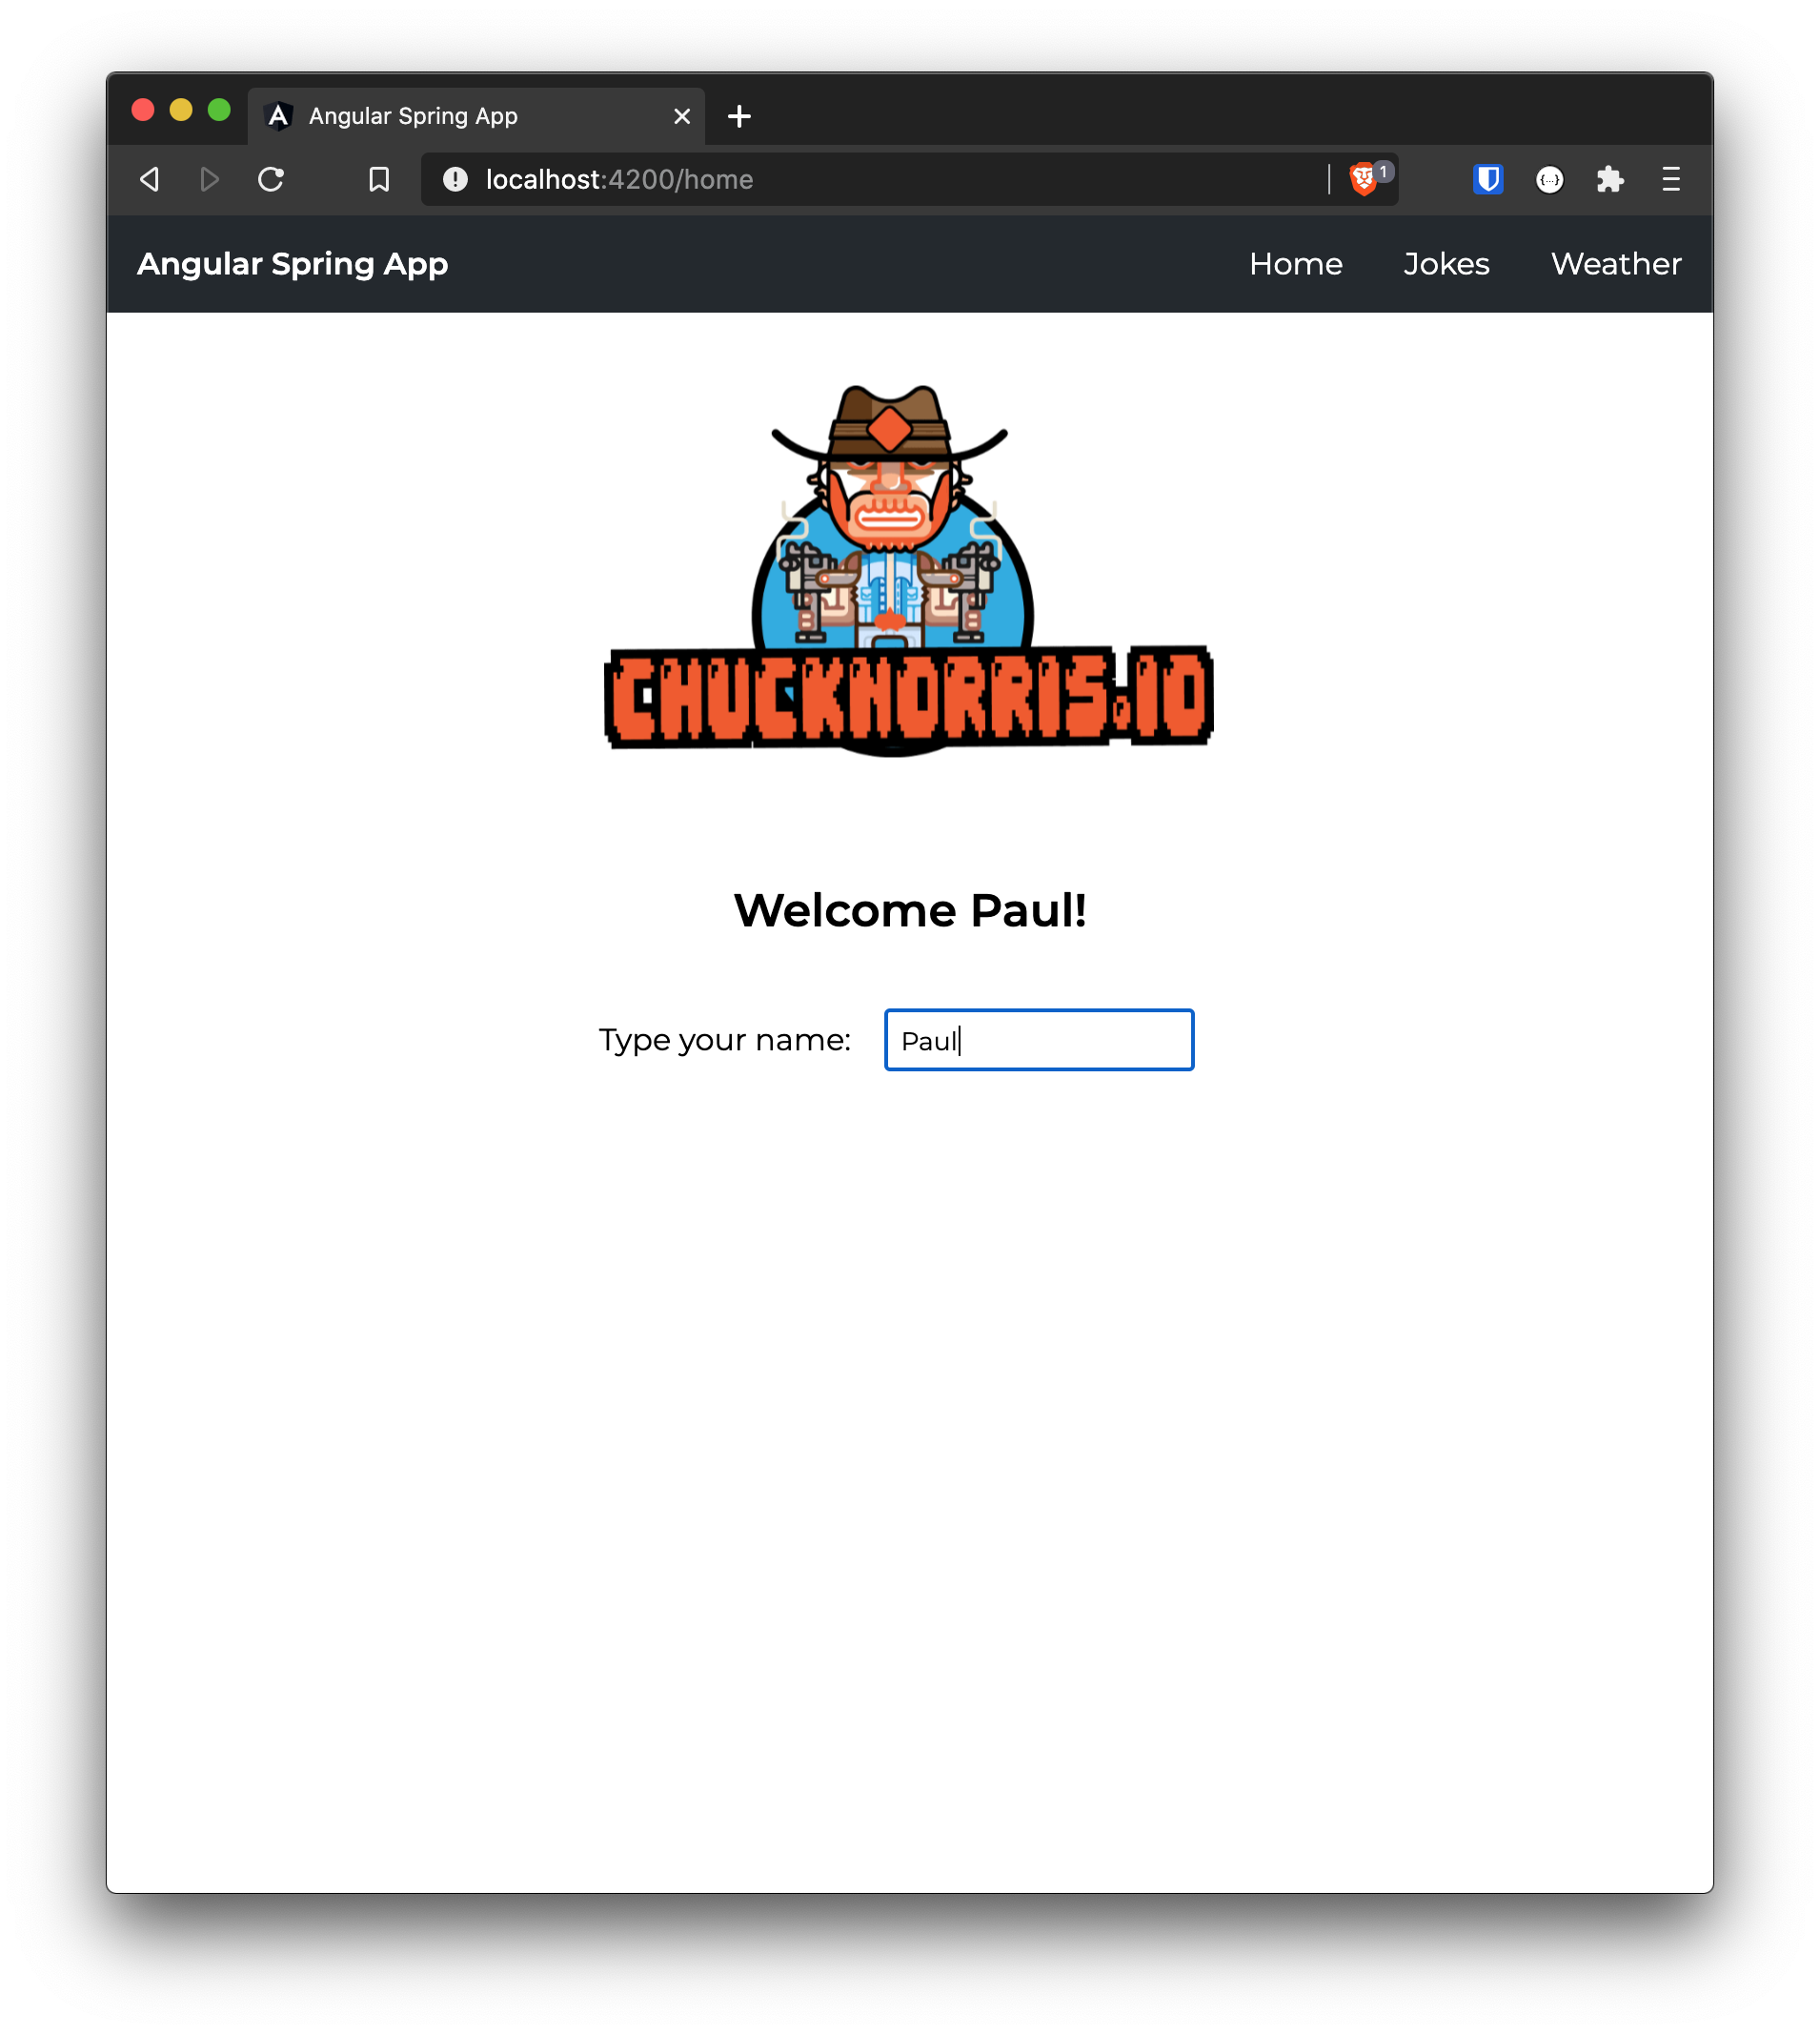 Angular Spring App
localhost:4200/home
1
Angular Spring App
Home Jokes Weather
CHUCKNORRIS.IO
Welcome Paul!
Type your name: Paul